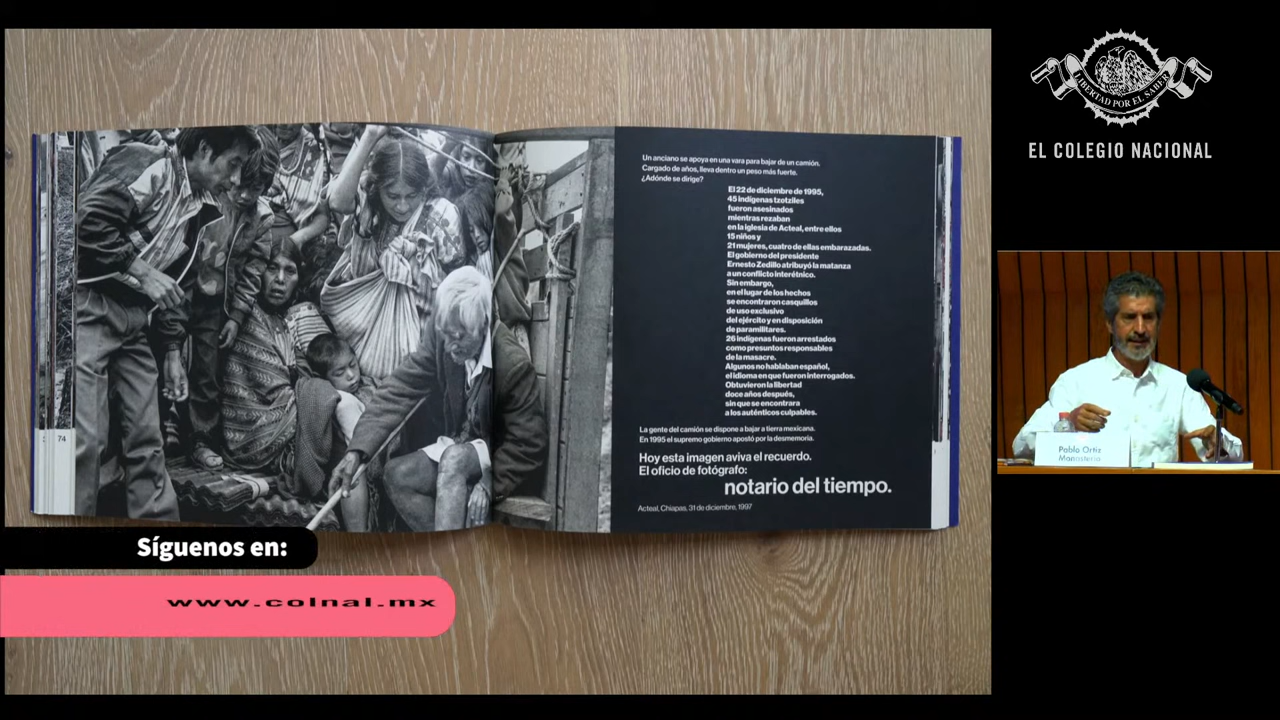 LIBERTAD POR EL SABER
EL COLEGIO NACIONAL
Un anciano se apoya en una vara para bajar de un camión.
Cargado de años, lleva dentro un peso más fuerte.
¿Adónde se dirige?
El 22 de diciembre de 1995,
45 indígenas tzotziles
fueron asesinados
mientras rezaban
en la iglesia de Acteal, entre ellos
15 niños y
21 mujeres, cuatro de ellas embarazadas.
El gobierno del presidente
Ernesto Zedillo atribuyó la matanza
a un conflicto interétnico.
Sin embargo,
en el lugar de los hechos
se encontraron casquillos
de uso exclusivo
del ejército y en disposición
de paramilitares.
26 indígenas fueron arrestados
como presuntos responsables
de la masacre.
Algunos no hablaban español,
el idioma en que fueron interrogados.
Obtuvieron la libertad
doce años después,
sin que se encontrara
a los auténticos culpables.
La gente del camión se dispone a bajar a tierra mexicana.
En 1995 el supremo gobierno apostó por la desmemoria.
Hoy esta imagen aviva el recuerdo.
El oficio de fotógrafo:
notario del tiempo.
Acteal, Chiapas, 31 de diciembre, 1997
74
Pablo Ortiz
Monasterio
Síguenos en:
www.colnal.mx